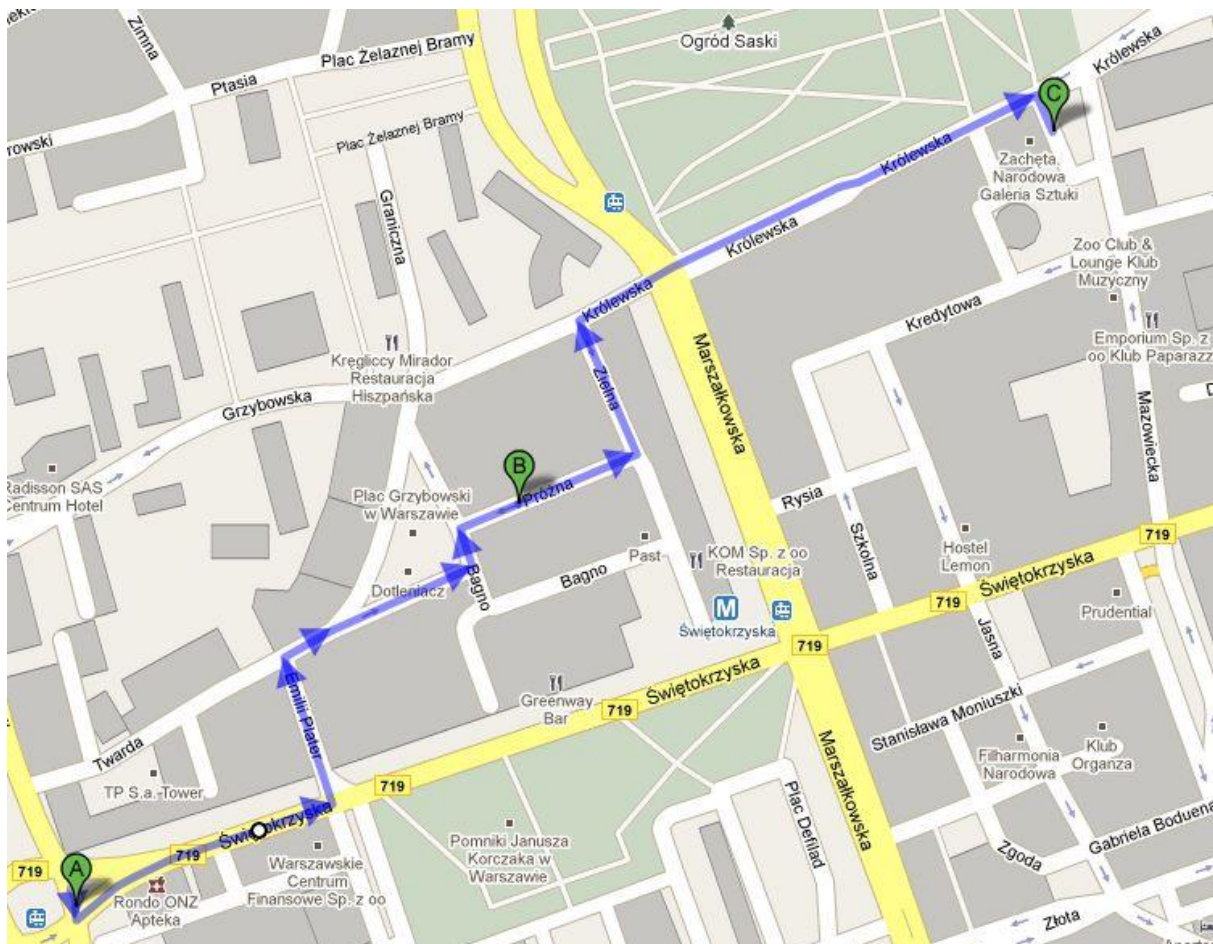 Zimna
Plac Żelaznej Bramy
Ptasia
Ogród Saski
Królewska
Plac Żelaznej Bramy
rowski
C
Graniczna
Królewska
Zachęta,
Narodowa
Galeria Sztuki
Królewska
Zoo Club &
Lounge Klub
Muzyczny
Królewska
Kredytowa
Kręgliccy Mirador
Restauracja
Hiszpańska
Emporium Sp. z
oo Klub Paparazz
Marszałkowska
Zielna
Grzybowska
Mazowiecka
D
B
Radisson SAS
Centrum Hotel
Plac Grzybowski
w Warszawie
Próżna
Rysia
Past
KOM Sp. z oo
Restauracja
Szkolna
Hostel
Lemon
719
Dotleniacz
Bagno
Bagno
M
Świętokrzyska
719
Świętokrzyska
Prudential
719
Jasna
Emilii Plater
Świętokrzyska
Greenway
Bar
719
Stanisława Moniuszki
Twarda
TP S.a. Tower
719
Marszałkowska
Filharmonia
Narodowa
Klub
Organza
Świętokrzyska
Plac Defilad
Pomniki Janusza
Korczaka w
Warszawie
719
719
Warszawskie
Centrum
Finansowe Sp. z oo
Gabriela Boduena
Zgoda
A
Rondo ONZ
Apteka
Złota